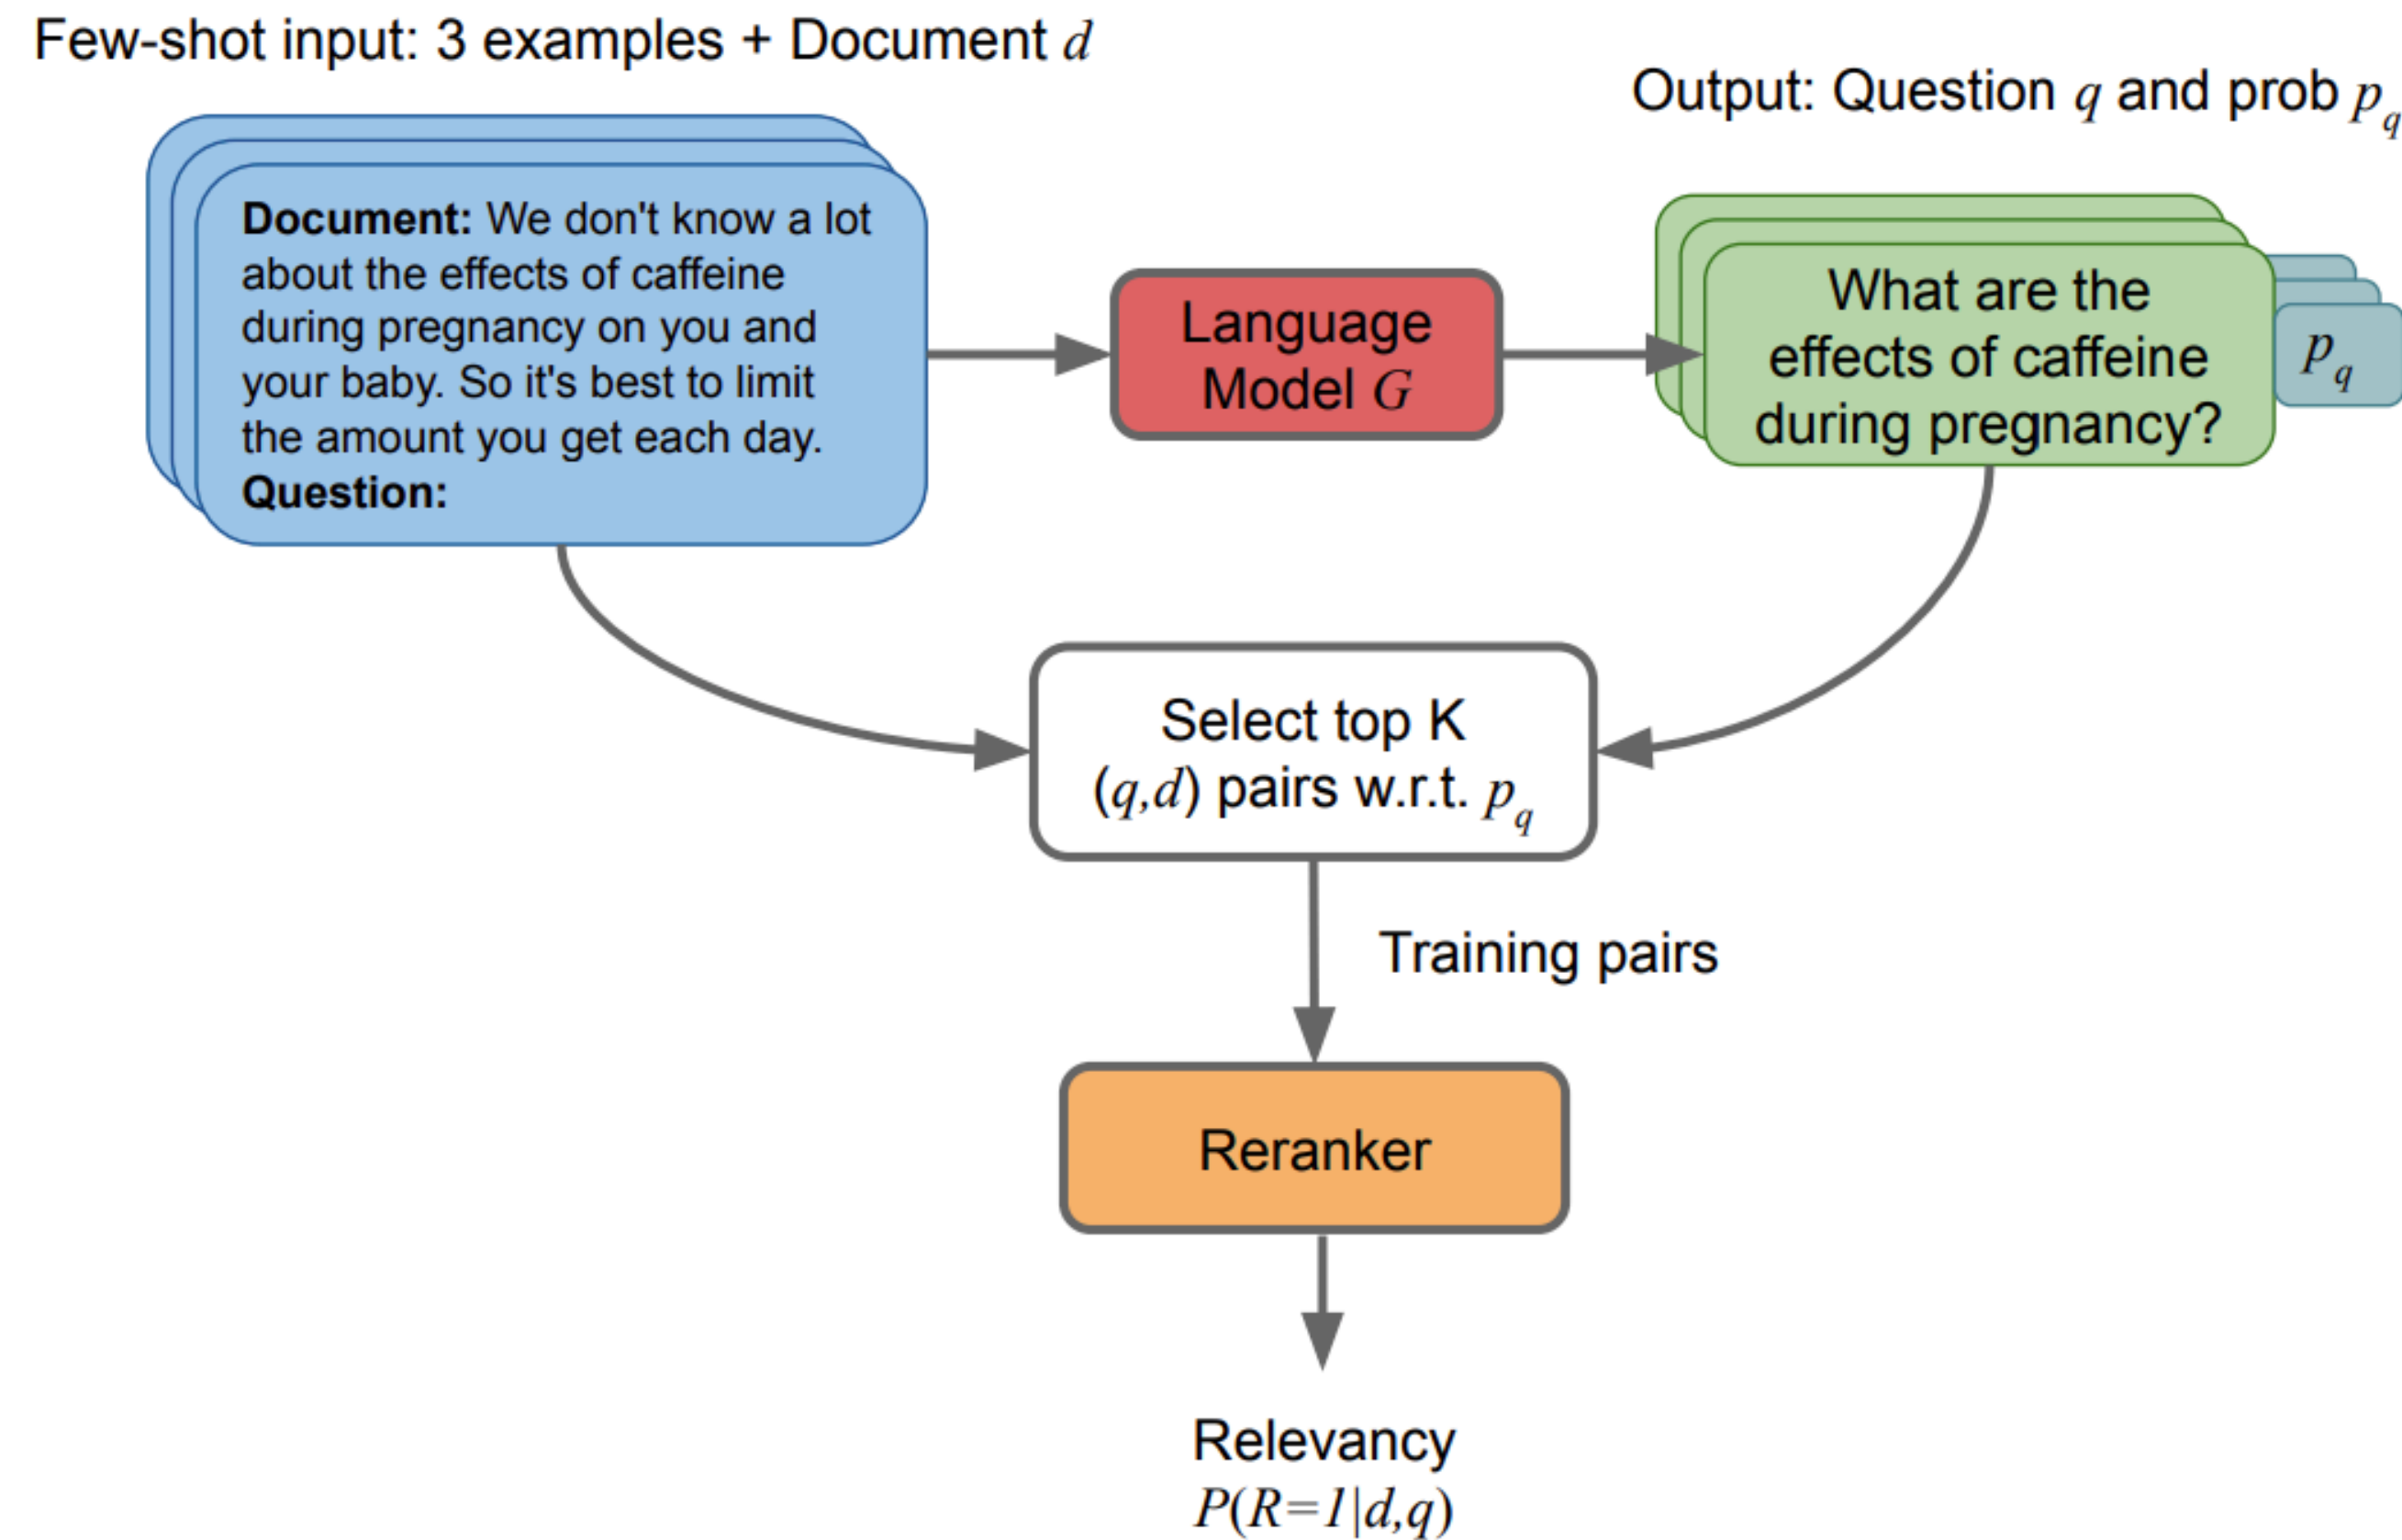 Few-shot input: 3 examples + Document d
Output: Question q and prob p_q
Document: We don't know a lot
about the effects of caffeine
during pregnancy on you and
your baby. So it's best to limit
the amount you get each day.
Question:
Language
Model G
What are the
effects of caffeine
during pregnancy?
p_q
Select top K
(q,d) pairs w.r.t. p_q
Training pairs
Reranker
Relevancy
P(R=1|d,q)